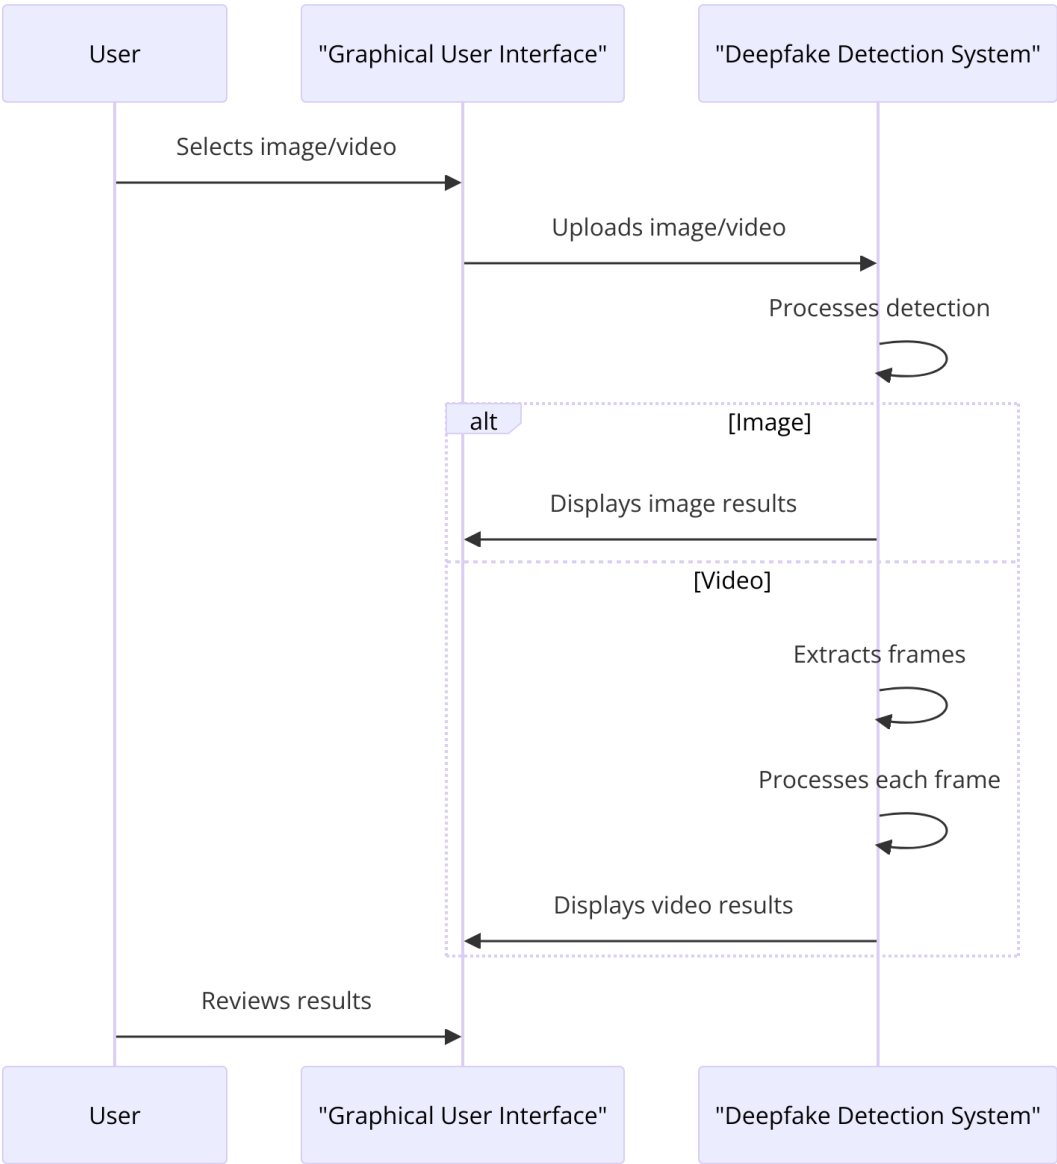 User
"Graphical User Interface"
"Deepfake Detection System"
Selects image/video
Uploads image/video
Processes detection
alt
[Image]
Displays image results
[Video]
Extracts frames
Processes each frame
Displays video results
Reviews results
User
"Graphical User Interface"
"Deepfake Detection System"